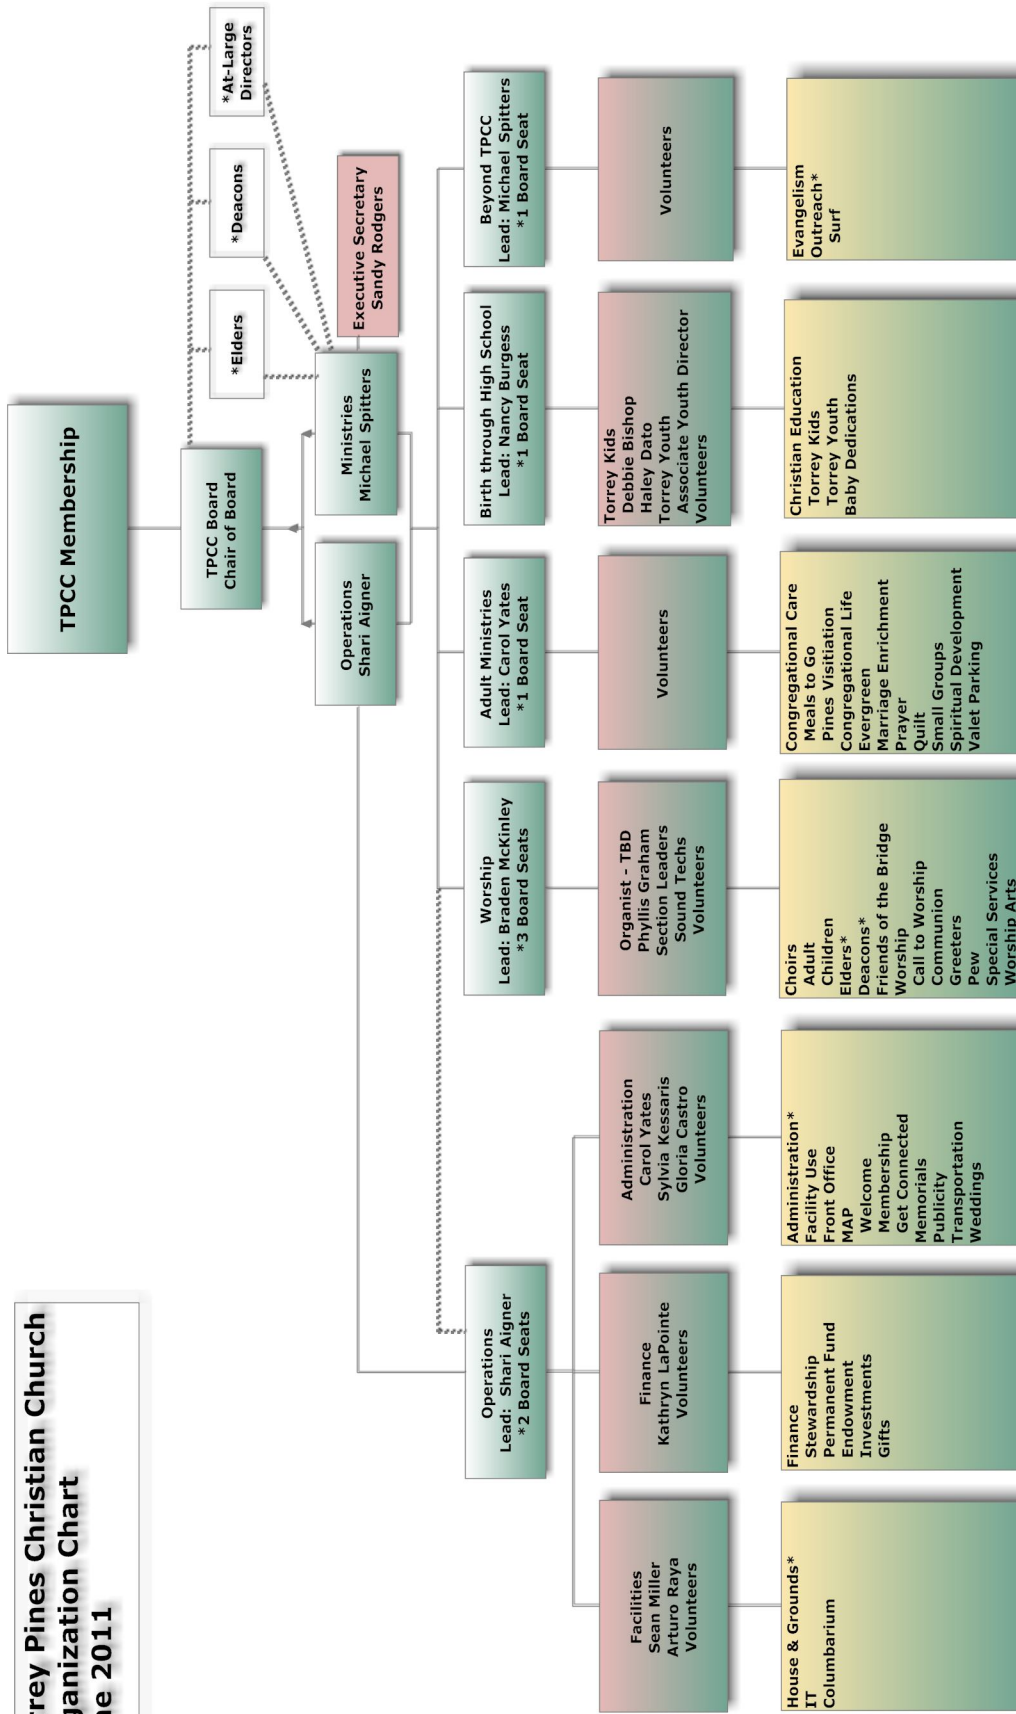 rrey Pines Christian Church
ganization Chart
ne 2011
TPCC Membership
TPCC Board
Chair of Board
*Elders
*Deacons
*At-Large
Directors
Operations
Shari Aigner
Ministries
Michael Spitters
Executive Secretary
Sandy Rodgers
Operations
Lead: Shari Aigner
*2 Board Seats
Worship
Lead: Braden McKinley
*3 Board Seats
Adult Ministries
Lead: Carol Yates
*1 Board Seat
Birth through High School
Lead: Nancy Burgess
*1 Board Seat
Beyond TPCC
Lead: Michael Spitters
*1 Board Seat
Facilities
Sean Miller
Arturo Raya
Volunteers
Finance
Kathryn LaPointe
Volunteers
Administration
Carol Yates
Sylvia Kessaris
Gloria Castro
Volunteers
Organist - TBD
Phyllis Graham
Section Leaders
Sound Techs
Volunteers
Volunteers
Torrey Kids
Debbie Bishop
Haley Dato
Torrey Youth
Associate Youth Director
Volunteers
Volunteers
House & Grounds*
IT
Columbarium
Finance
Stewardship
Permanent Fund
Endowment
Investments
Gifts
Administration*
Facility Use
Front Office
MAP
Welcome
Membership
Get Connected
Memorials
Publicity
Transportation
Weddings
Choirs
Adult
Children
Elders*
Deacons*
Friends of the Bridge
Worship
Call to Worship
Communion
Greeters
Pew
Special Services
Worship Arts
Congregational Care
Meals to Go
Pines Visitiation
Congregational Life
Evergreen
Marriage Enrichment
Prayer
Quilt
Small Groups
Spiritual Development
Valet Parking
Christian Education
Torrey Kids
Torrey Youth
Baby Dedications
Evangelism
Outreach*
Surf